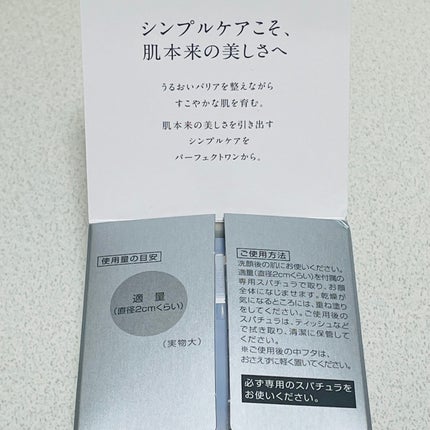 シンプルケアこそ、
肌本来の美しさへ
うるおいバリアを整えながら
すこやかな肌を育む。
肌本来の美しさを引き出す
シンプルケアを
パーフェクトワンから。
使用量の目安
適量
(直径2cmくらい)
(実物大)
ご使用方法
洗顔後の肌にお使いください。
適量(直径2cmくらい)を付属の
専用スパチュラで取り、お顔
全体になじませます。乾燥が
気になるところには、重ね塗り
をしてください。ご使用後の
スパチュラは、ティッシュなど
で拭き取り、清潔に保管して
ください。
※ご使用後の中フタは、
おさえずに軽く置いてください。
必ず専用のスパチュラを
お使いください。